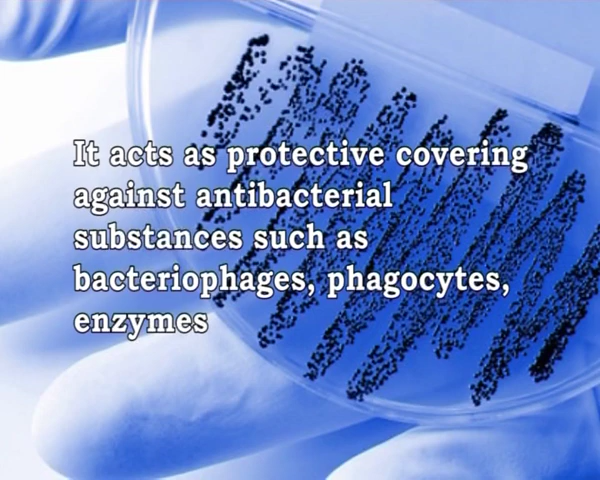 It acts as protective covering
against antibacterial
substances such as
bacteriophages, phagocytes,
enzymes